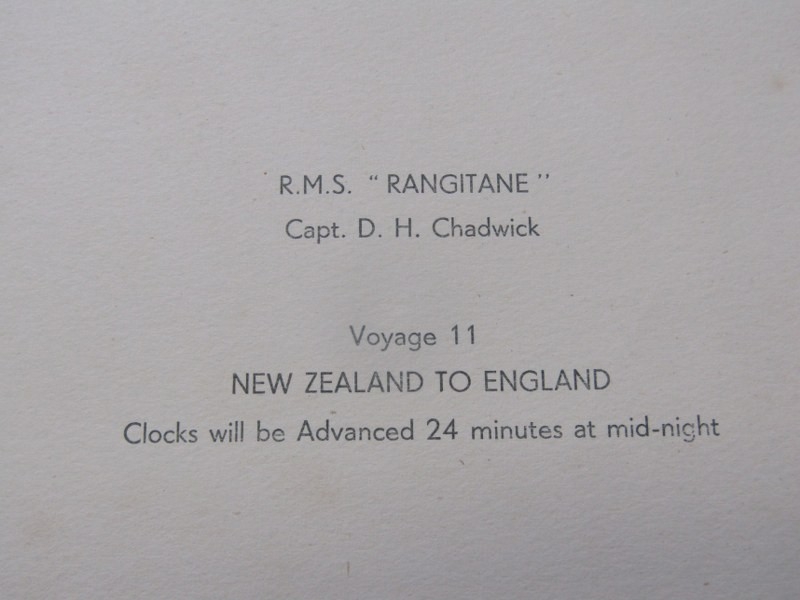 R.M.S. “RANGITANE”
Capt. D. H. Chadwick
Voyage 11
NEW ZEALAND TO ENGLAND
Clocks will be Advanced 24 minutes at mid-night